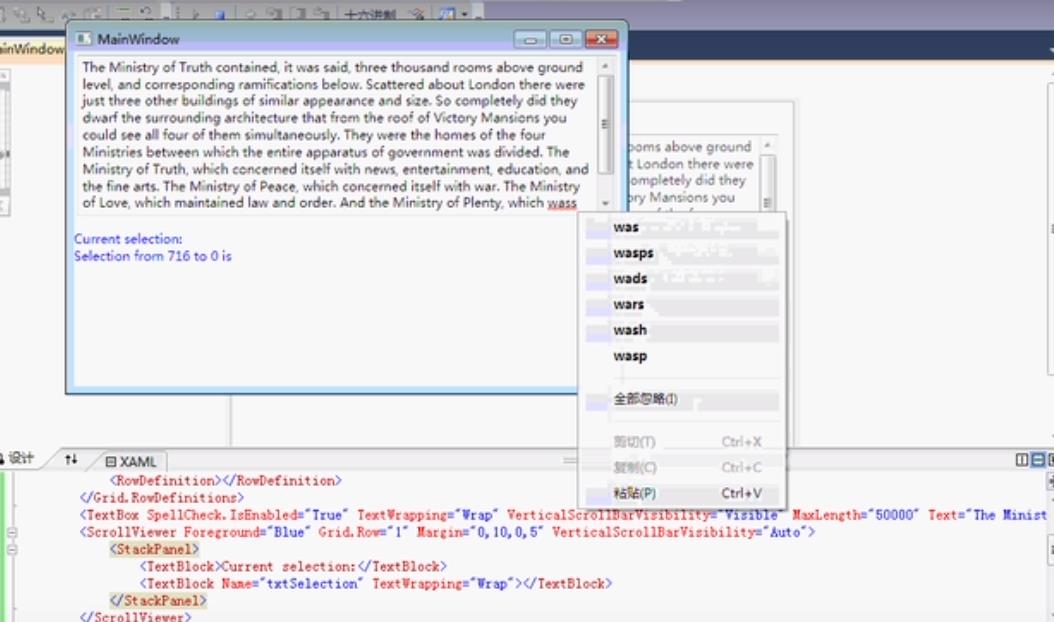 十六进制
ainWindow
MainWindow
The Ministry of Truth contained, it was said, three thousand rooms above ground
level, and corresponding ramifications below. Scattered about London there were
just three other buildings of similar appearance and size. So completely did they
dwarf the surrounding architecture that from the roof of Victory Mansions you
could see all four of them simultaneously. They were the homes of the four
Ministries between which the entire apparatus of government was divided. The
Ministry of Truth, which concerned itself with news, entertainment, education, and
the fine arts. The Ministry of Peace, which concerned itself with war. The Ministry
of Love, which maintained law and order. And the Ministry of Plenty, which wass
ooms above ground
t London there were
ompletely did they
ory Mansions you
Current selection:
Selection from 716 to 0 is
was
wasps
wads
wars
wash
wasp
全部忽略(I)
剪切(T) Ctrl+X
复制(C) Ctrl+C
粘贴(P) Ctrl+V
设计 XAML
<RowDefinition></RowDefinition>
</Grid.RowDefinitions>
<TextBox SpellCheck.IsEnabled="True" TextWrapping="Wrap" VerticalScrollBarVisibility="Visible" MaxLength="50000" Text="The Minist
<ScrollViewer Foreground="Blue" Grid.Row="1" Margin="0,10,0,5" VerticalScrollBarVisibility="Auto">
<StackPanel>
<TextBlock>Current selection:</TextBlock>
<TextBlock Name="txtSelection" TextWrapping="Wrap"></TextBlock>
</StackPanel>
</ScrollViewer>